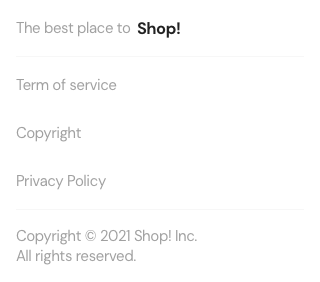 The best place to Shop!
Term of service
Copyright
Privacy Policy
Copyright © 2021 Shop! Inc.
All rights reserved.